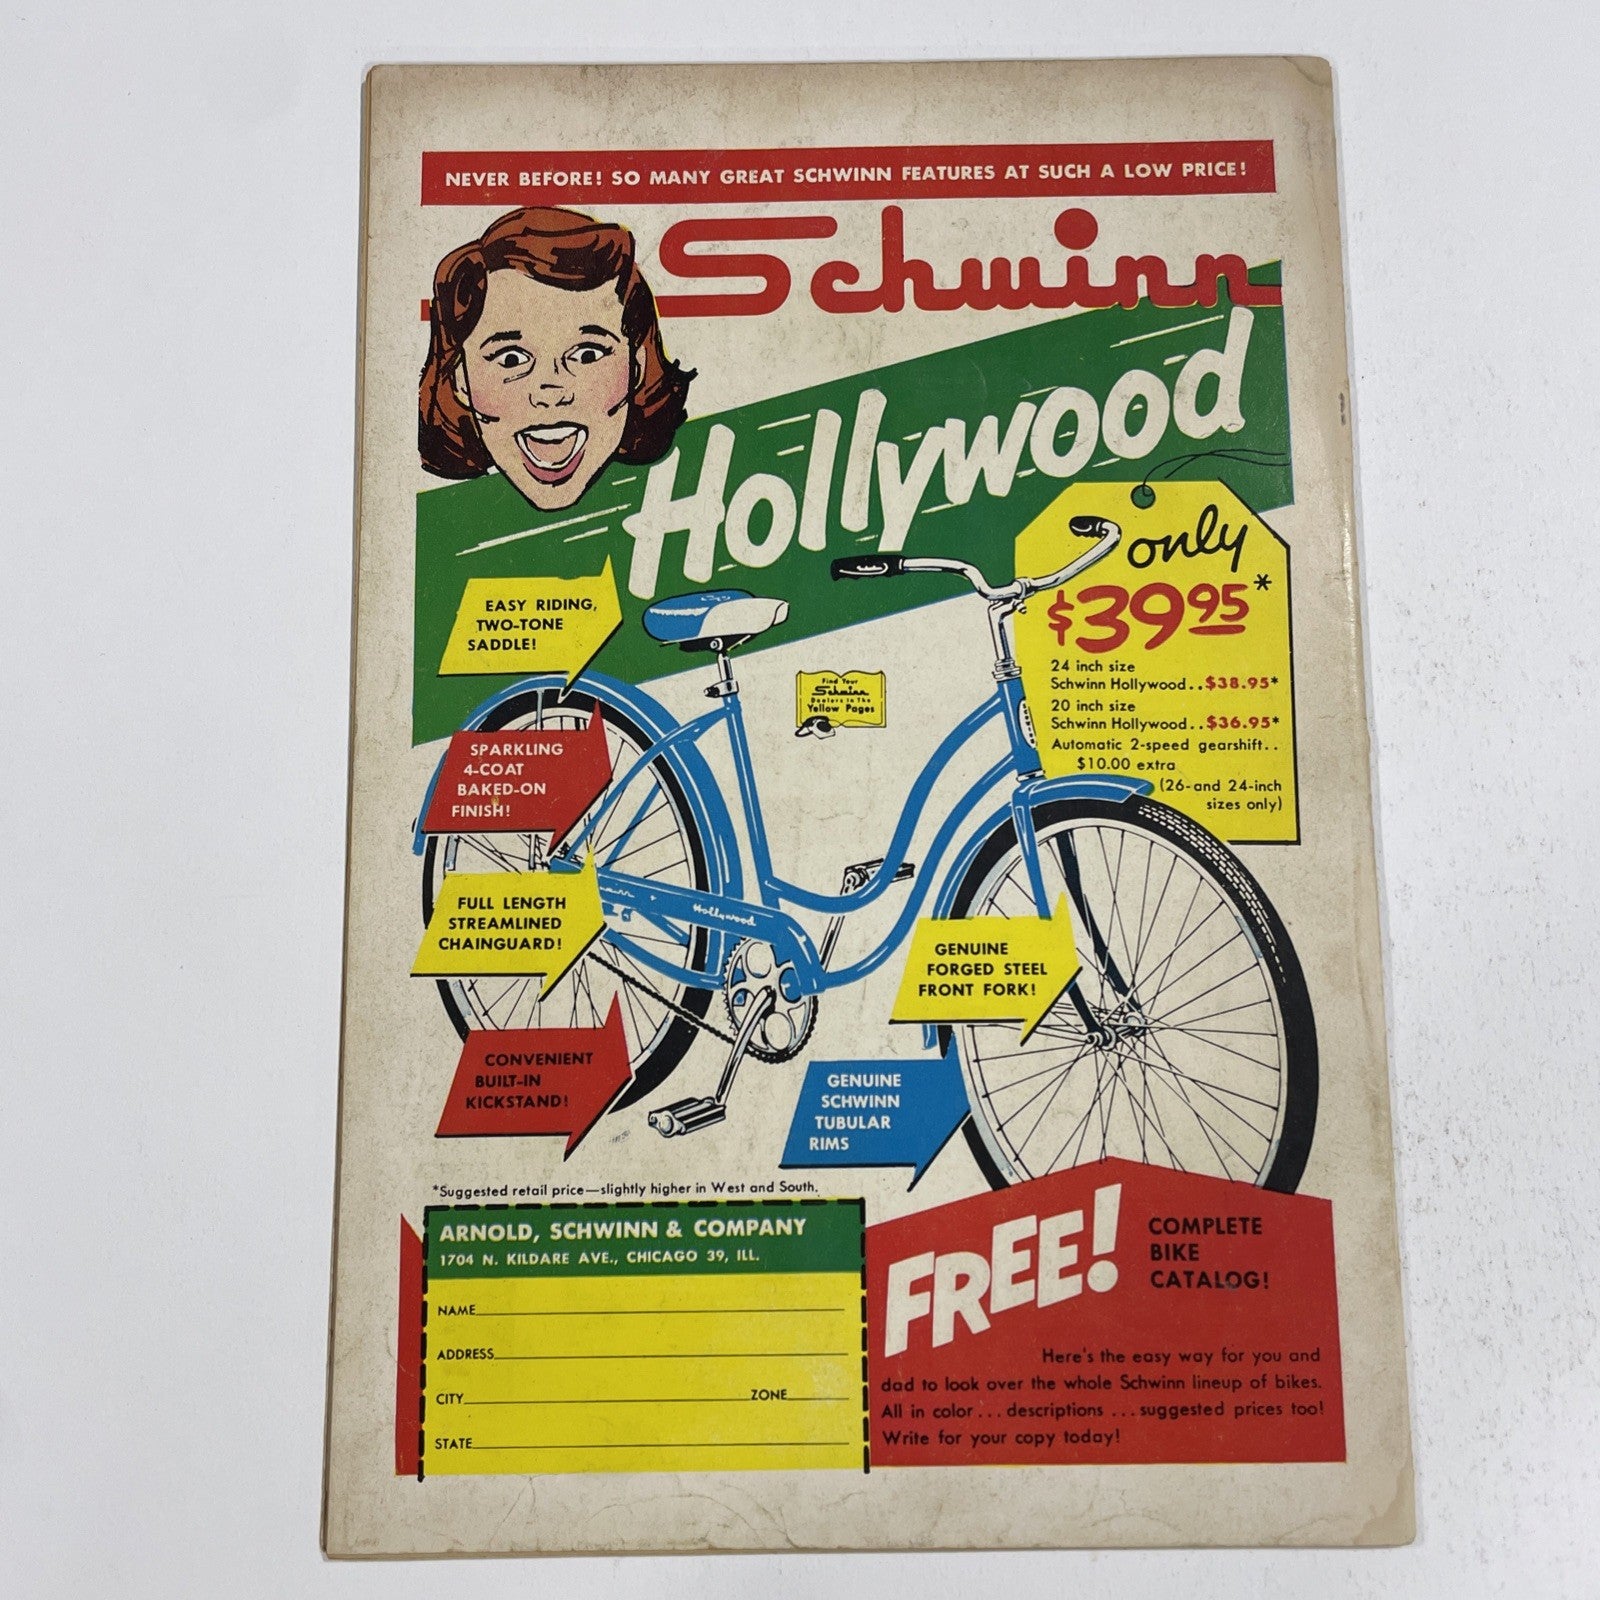 NEVER BEFORE! SO MANY GREAT SCHWINN FEATURES AT SUCH A LOW PRICE!
Schwinn
Hollywood
only
$39.95*
24 inch size
Schwinn Hollywood..$38.95*
20 inch size
Schwinn Hollywood..$36.95*
Automatic 2-speed gearshift..
$10.00 extra
(26-and 24-inch
sizes only)
EASY RIDING,
TWO-TONE
SADDLE!
Find Your
Schwinn
Dealers In The
Yellow Pages
SCHWINN
SPARKLING
4-COAT
BAKED-ON
FINISH!
FULL LENGTH
STREAMLINED
CHAINGUARD!
Hollywood
GENUINE
FORGED STEEL
FRONT FORK!
CONVENIENT
BUILT-IN
KICKSTAND!
GENUINE
SCHWINN
TUBULAR
RIMS
*Suggested retail price—slightly higher in West and South.
ARNOLD, SCHWINN & COMPANY
1704 N. KILDARE AVE., CHICAGO 39, ILL.
NAME
ADDRESS
CITY ZONE
STATE
FREE!
COMPLETE
BIKE
CATALOG!
Here's the easy way for you and
dad to look over the whole Schwinn lineup of bikes.
All in color...descriptions...suggested prices too!
Write for your copy today!